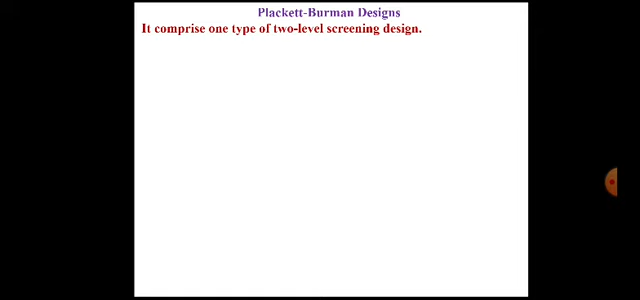 Plackett-Burman Designs
It comprise one type of two-level screening design.